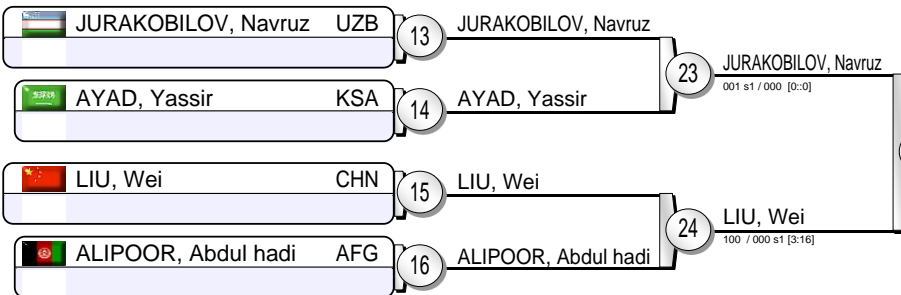 JURAKOBILOV, Navruz UZB 13 JURAKOBILOV, Navruz
23 JURAKOBILOV, Navruz
001 s1 / 000 [0::0]
AYAD, Yassir KSA 14 AYAD, Yassir
LIU, Wei CHN 15 LIU, Wei
24 LIU, Wei
100 / 000 s1 [3:16]
ALIPOOR, Abdul hadi AFG 16 ALIPOOR, Abdul hadi